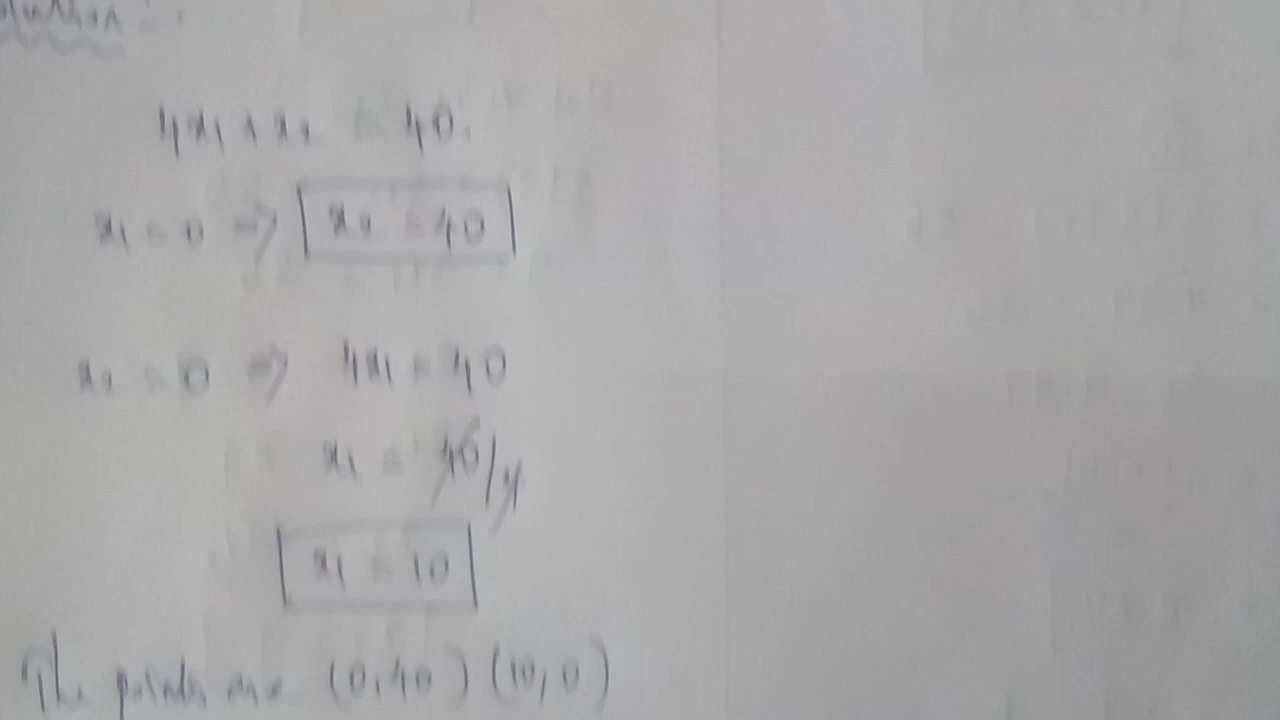 4x₁ + x₂ = 40.
x₁ = 0 ⇒ x₂ = 40
x₂ = 0 ⇒ 4x₁ = 40
x₁ = 40/4
x₁ = 10
The points are (0,40) (10,0)